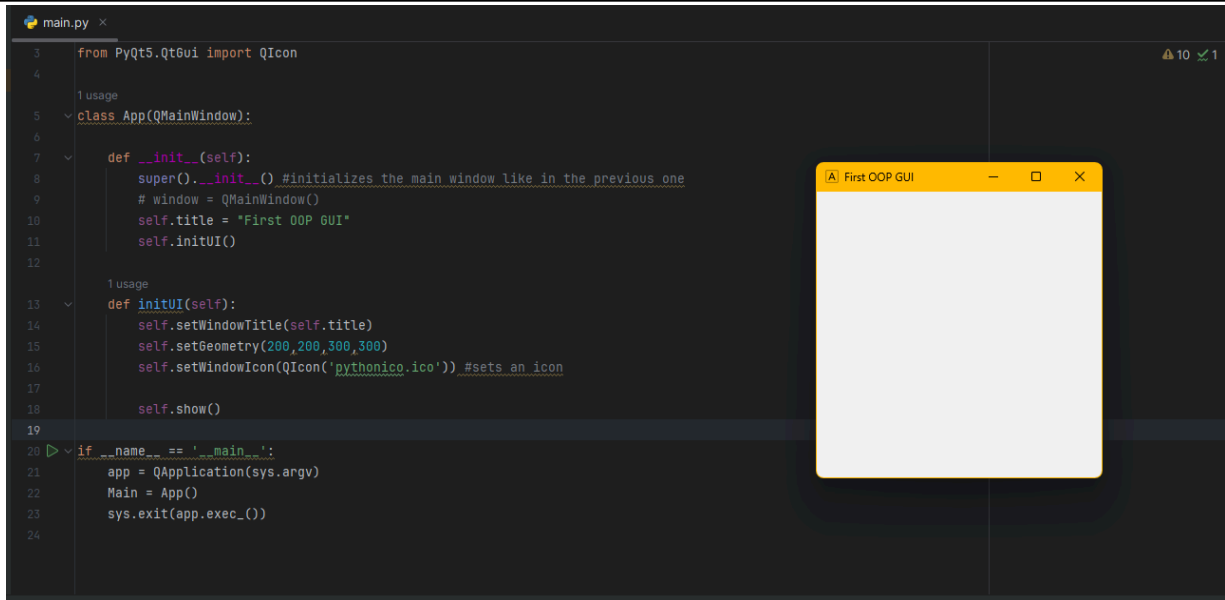 main.py
10 1
3 from PyQt5.QtGui import QIcon
4
1 usage
5 class App(QMainWindow):
6
7 def __init__(self):
8 super().__init__() #initializes the main window like in the previous one
9 # window = QMainWindow()
10 self.title = "First OOP GUI"
11 self.initUI()
12
1 usage
13 def initUI(self):
14 self.setWindowTitle(self.title)
15 self.setGeometry(200,200,300,300)
16 self.setWindowIcon(QIcon('pythonico.ico')) #sets an icon
17
18 self.show()
19
20 if __name__ == '__main__':
21 app = QApplication(sys.argv)
22 Main = App()
23 sys.exit(app.exec_())
24
A First OOP GUI